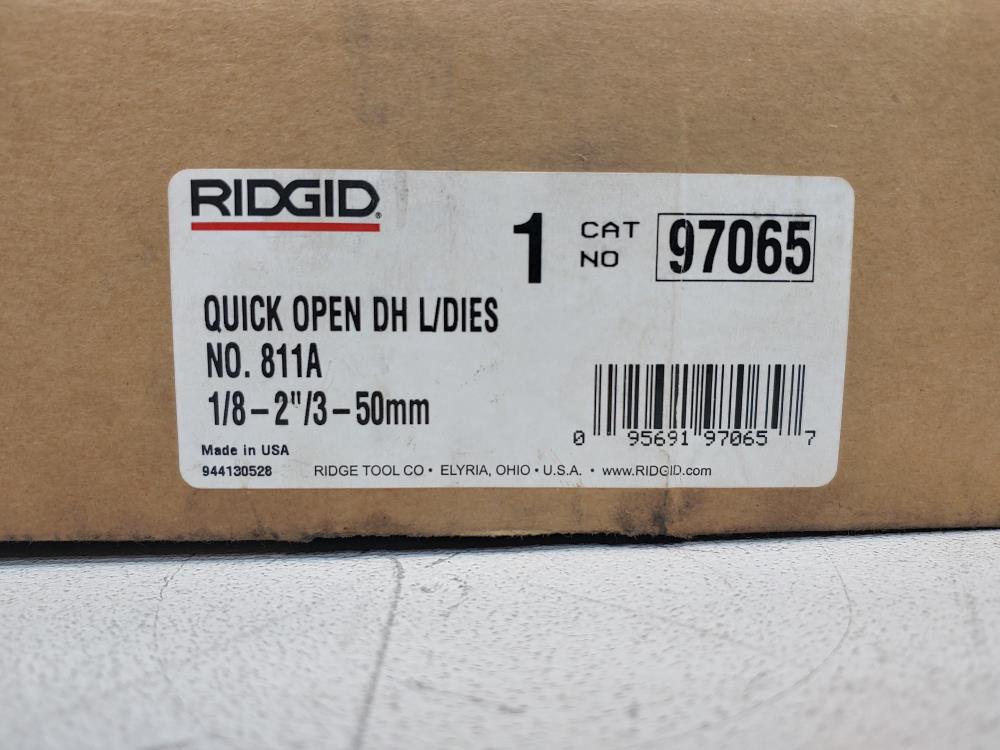 RIDGID®
1 CAT NO 97065
QUICK OPEN DH L/DIES
NO. 811A
1/8-2"/3-50mm
0 95691 97065 7
Made in USA
944130528 RIDGE TOOL CO • ELYRIA, OHIO • U.S.A. • www.RIDGID.com